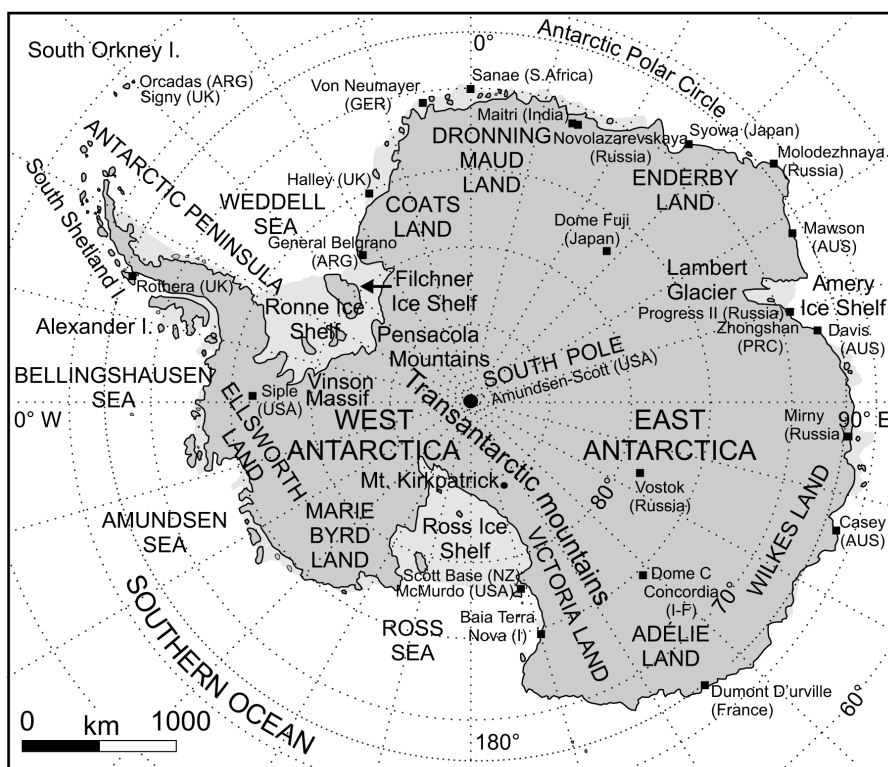 South Orkney I.
0°
Antarctic Polar Circle
Orcadas (ARG)
Signy (UK)
Von Neumayer
(GER)
Sanae (S.Africa)
Maitri (India)
Novolazarevskaya
(Russia)
Syowa (Japan)
Molodezhnaya
(Russia)
ANTARCTIC PENINSULA
South Shetland I.
DRONNING
MAUD
LAND
ENDERBY
LAND
Halley (UK)
WEDDELL
SEA
COATS
LAND
Dome Fuji
(Japan)
Mawson
(AUS)
General Belgrano
(ARG)
Rothera (UK)
Filchner
Ice Shelf
Ronne Ice
Shelf
Lambert
Glacier
Amery
Ice Shelf
Progress II (Russia)
Zhongshan
(PRC)
Davis
(AUS)
Alexander I.
Pensacola
Mountains
SOUTH POLE
Amundsen-Scott (USA)
BELLINGSHAUSEN
SEA
Siple
(USA)
Vinson
Massif
Transantarctic mountains
0° W
ELLSWORTH
LAND
WEST
ANTARCTICA
EAST
ANTARCTICA
Mirny
(Russia
90° E
Mt. Kirkpatrick
80°
Vostok
(Russia)
WILKES LAND
AMUNDSEN
SEA
MARIE
BYRD
LAND
Ross Ice
Shelf
VICTORIA LAND
Casey
(AUS)
Scott Base (NZ)
McMurdo (USA)
Dome C
Concordia
(I-F)
70°
SOUTHERN OCEAN
ROSS
SEA
Baia Terra
Nova (I)
ADÉLIE
LAND
Dumont D'urville
(France)
60°
0 km 1000
180°